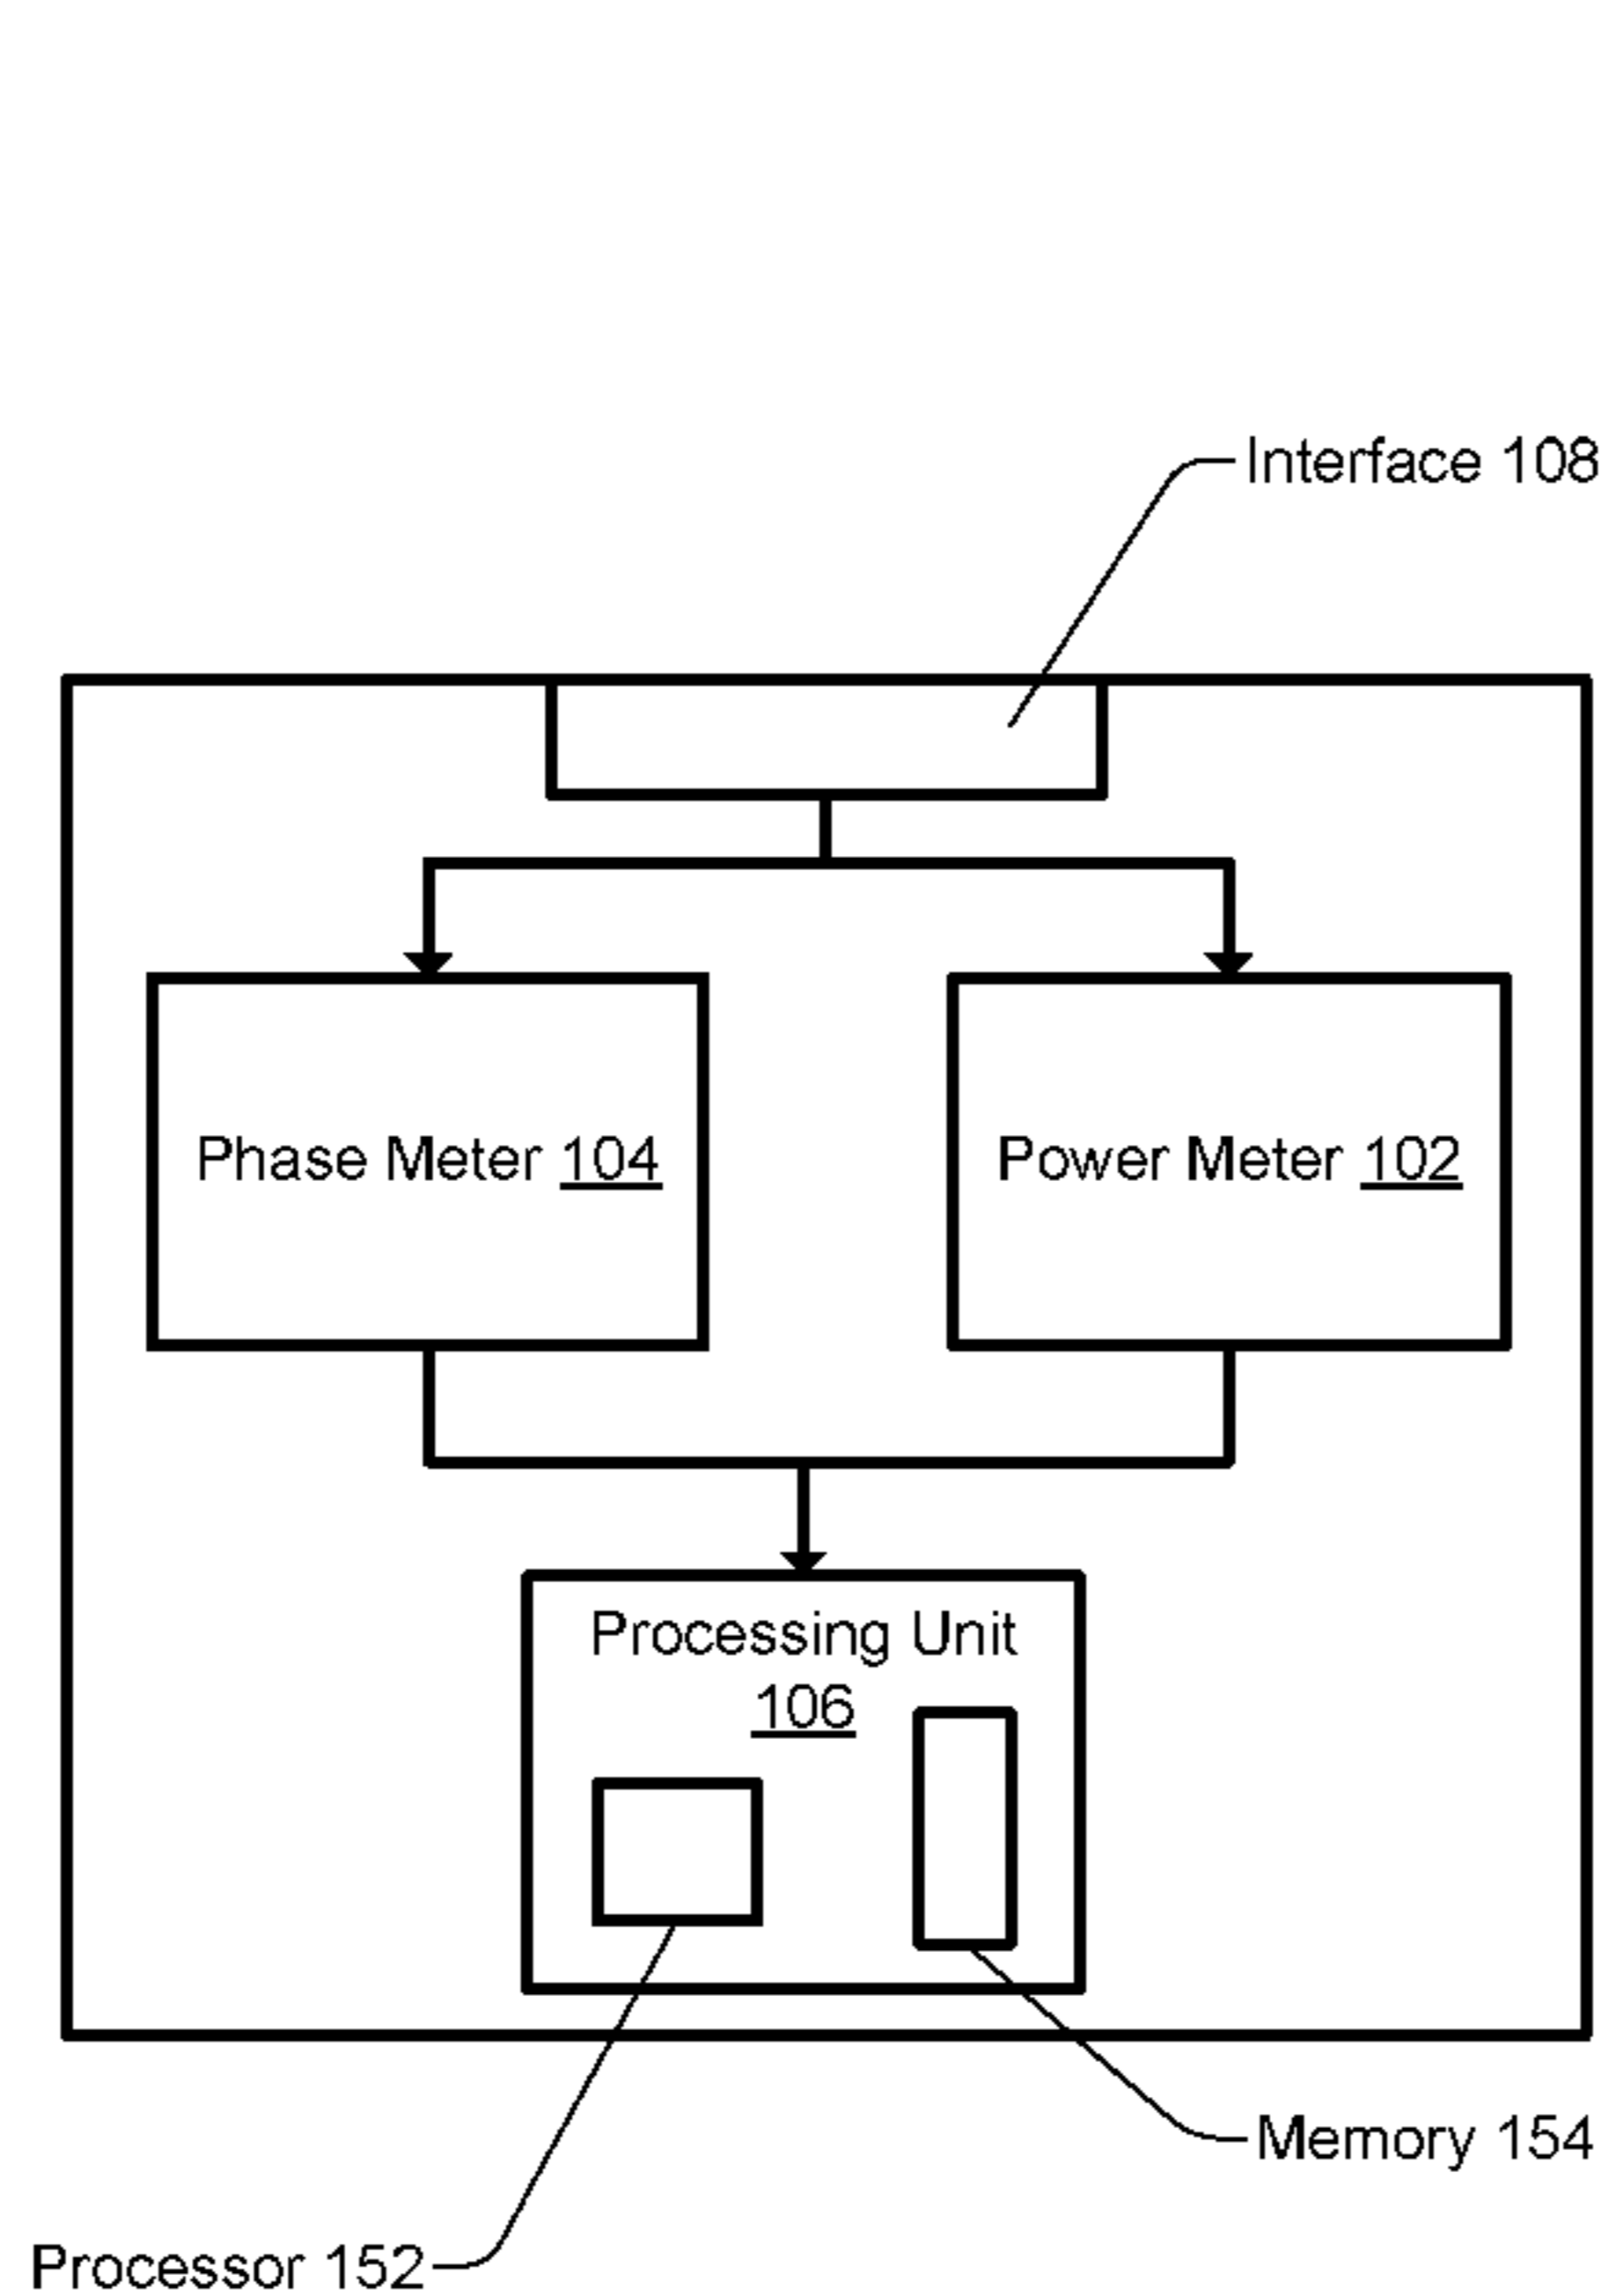 Interface 108
Phase Meter 104
Power Meter 102
Processing Unit
106
Memory 154
Processor 152